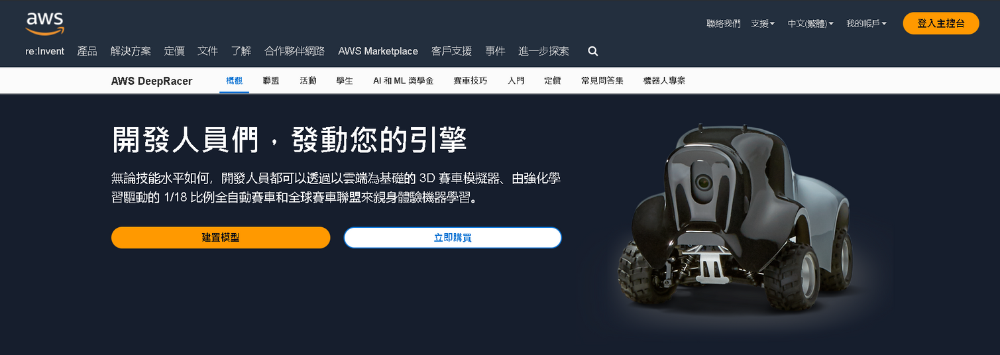 aws
聯絡我們 支援 中文(繁體) 我的帳戶 登入主控台
re:Invent 產品 解決方案 定價 文件 了解 合作夥伴網路 AWS Marketplace 客戶支援 事件 進一步探索
AWS DeepRacer 概觀 聯盟 活動 學生 AI 和 ML 獎學金 賽車技巧 入門 定價 常見問答集 機器人專案
開發人員們，發動您的引擎
無論技能水平如何，開發人員都可以透過以雲端為基礎的 3D 賽車模擬器、由強化學
習驅動的 1/18 比例全自動賽車和全球賽車聯盟來親身體驗機器學習。
建置模型 立即購買